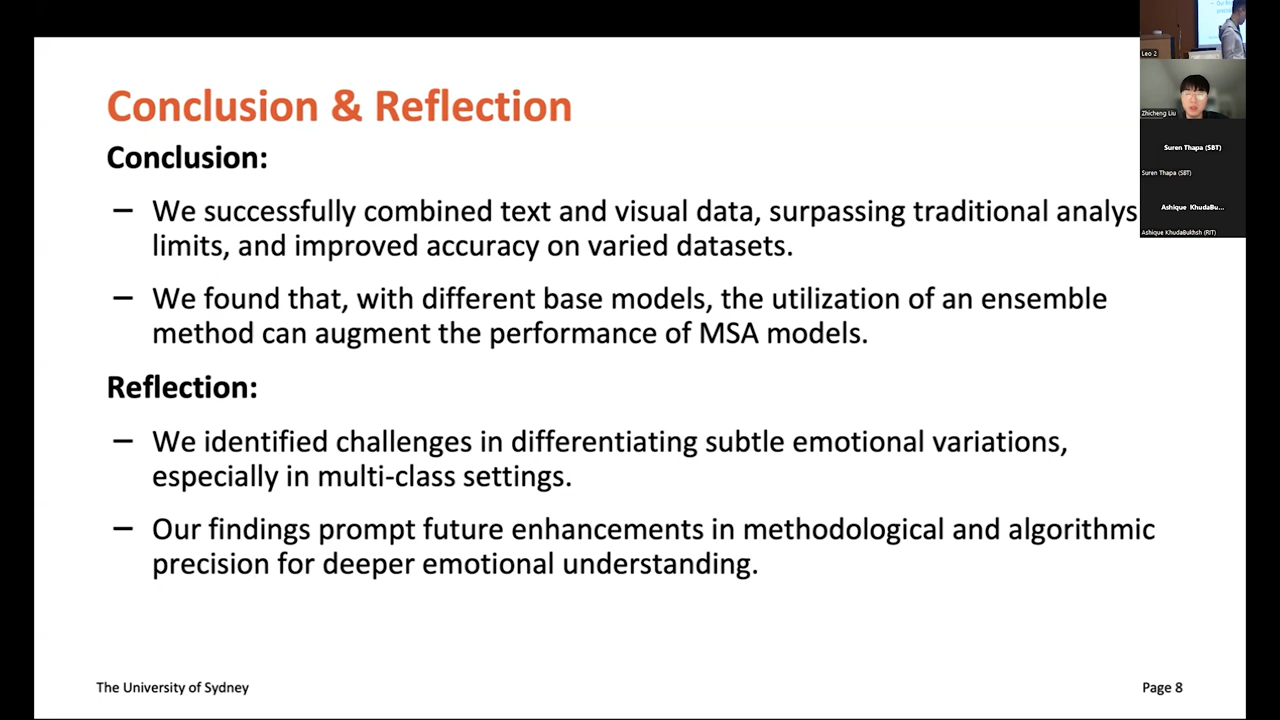 Conclusion & Reflection
Conclusion:
– We successfully combined text and visual data, surpassing traditional analys
limits, and improved accuracy on varied datasets.
– We found that, with different base models, the utilization of an ensemble
method can augment the performance of MSA models.
Reflection:
– We identified challenges in differentiating subtle emotional variations,
especially in multi-class settings.
– Our findings prompt future enhancements in methodological and algorithmic
precision for deeper emotional understanding.
The University of Sydney
Page 8
Leo 2
Zhicheng Liu
Suren Thapa (SBT)
Suren Thapa (SBT)
Ashique KhudaBu...
Ashique KhudaBukhsh (RIT)